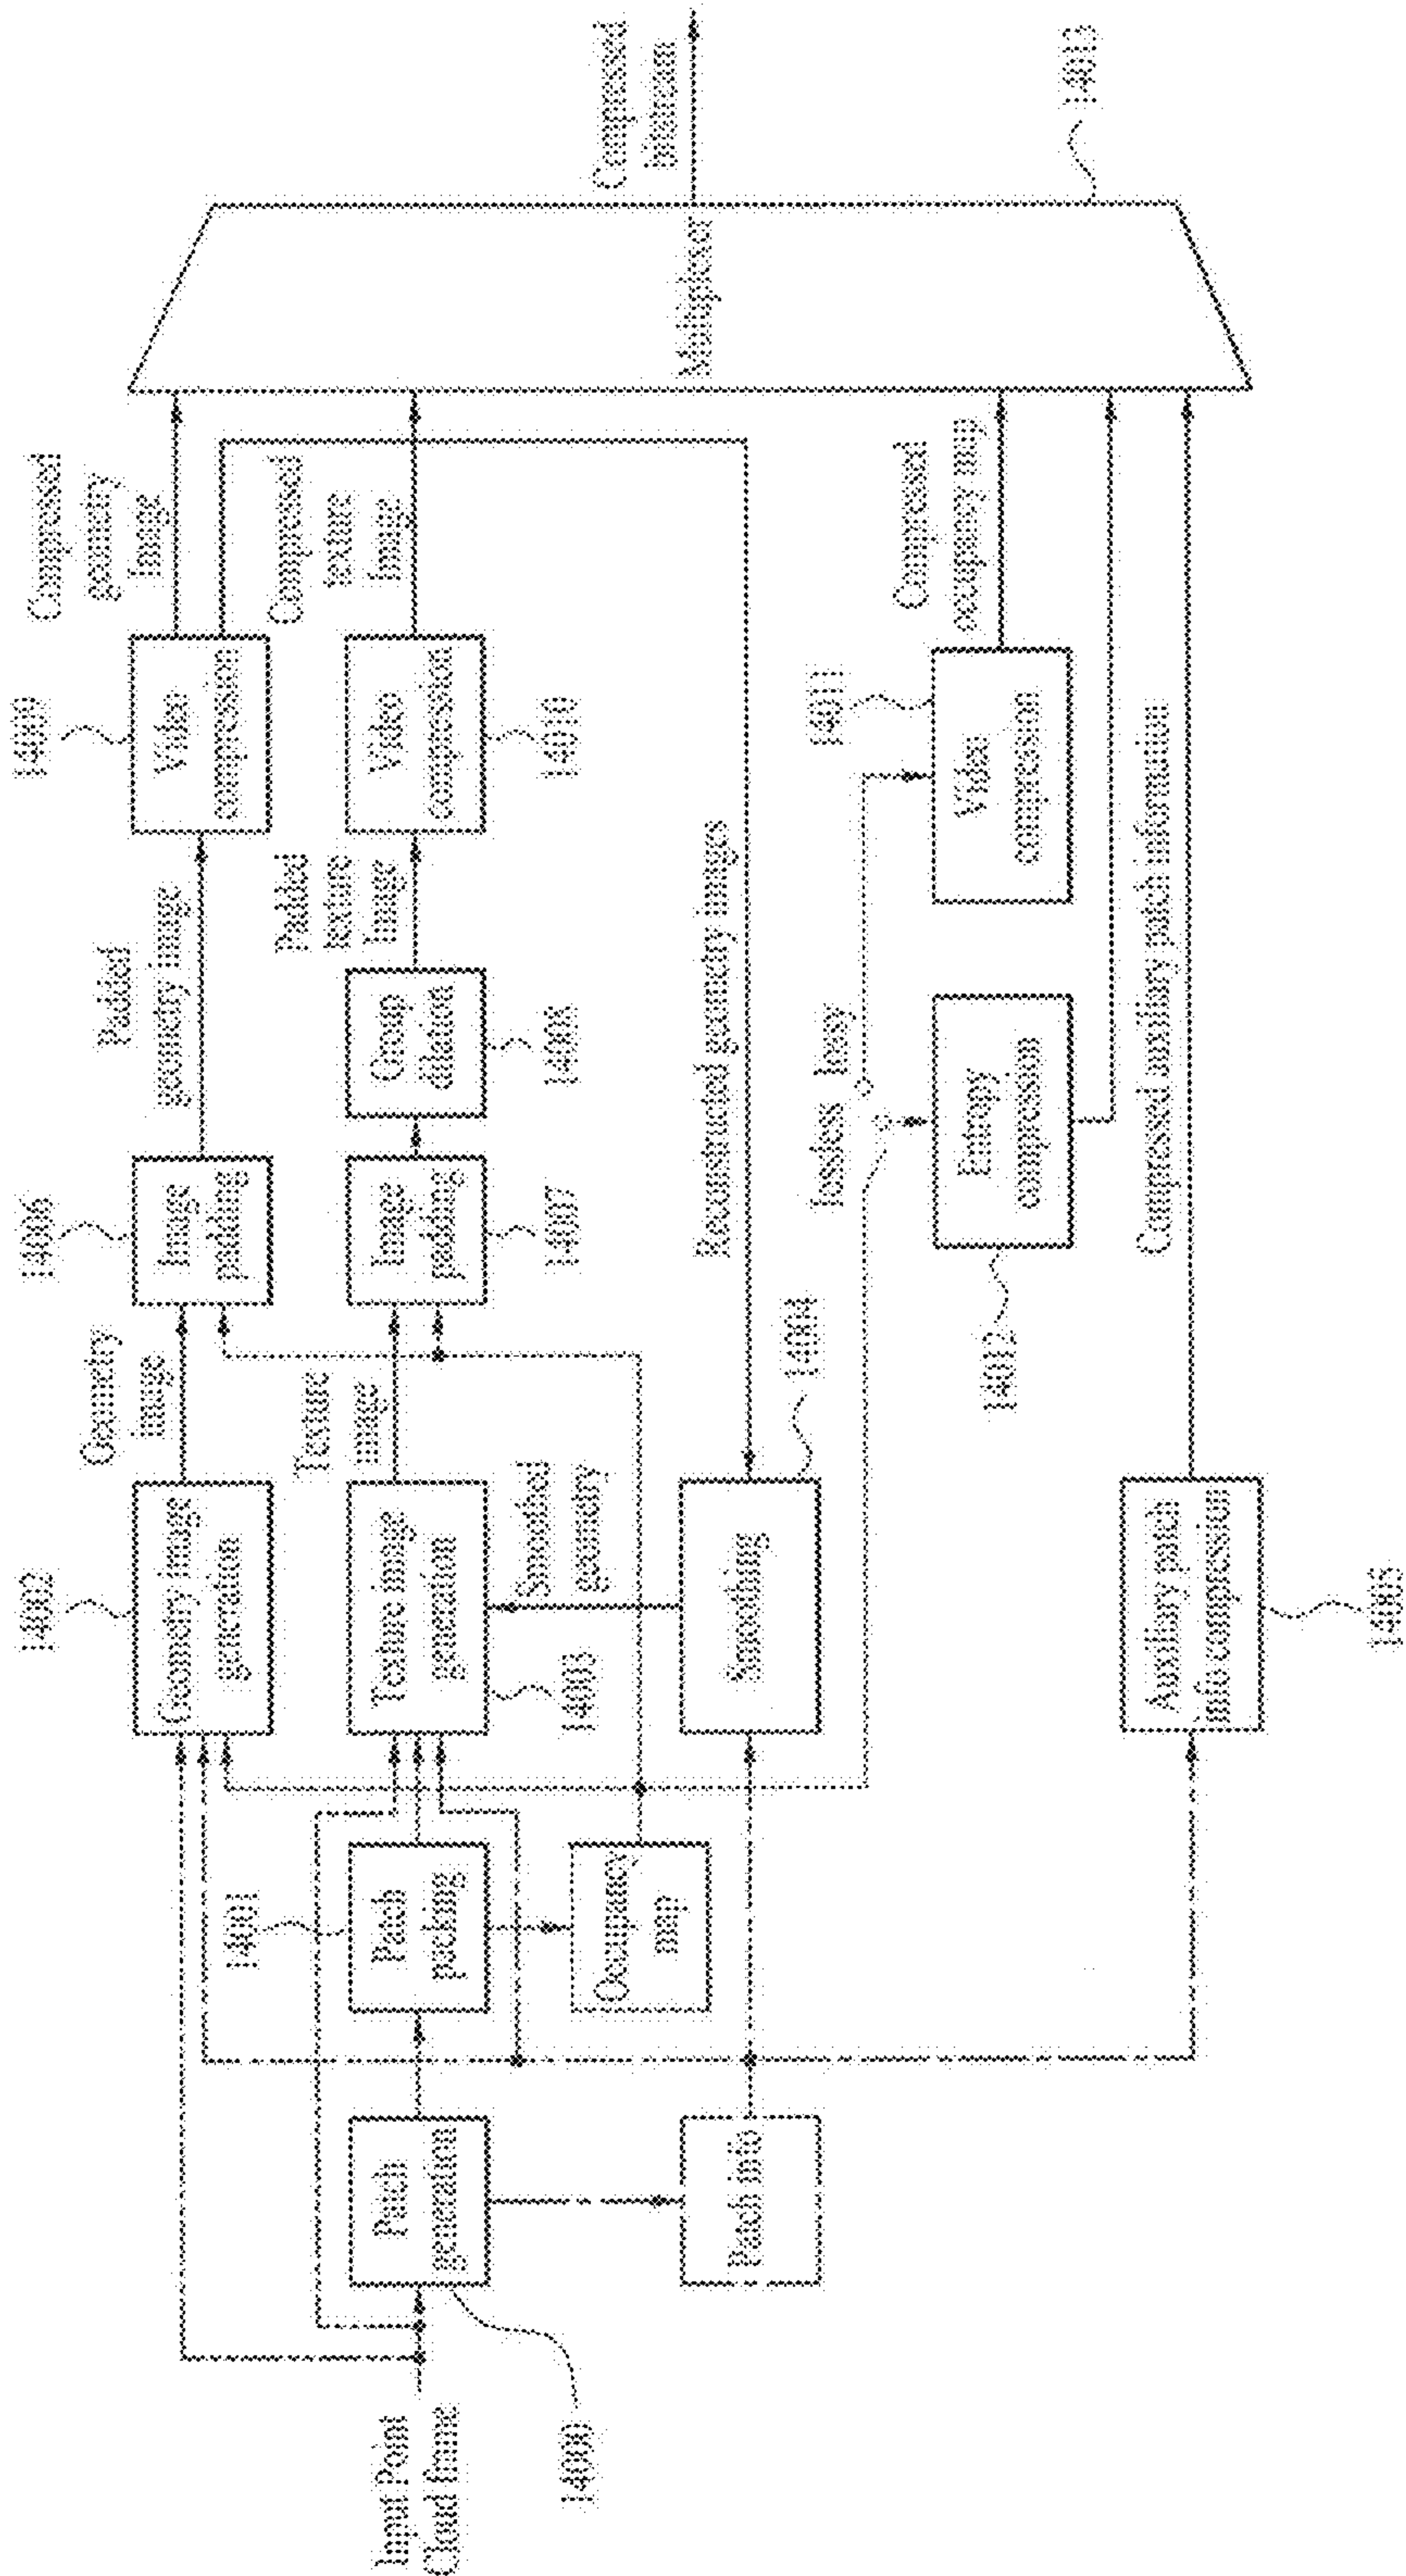 14002
Geometry image
generation
Geometry
image
14006
Image
padding
Padded
geometry image
14009
Video
compression
Compressed
geometry
Image
Compressed
texture
Image
14001
Patch
packing
Texture image
generation
14003
Texture
image
Image
padding
14007
Group
dilation
14008
Padded
texture
Image
Video
compression
14010
Input Point
Cloud Frame
14000
Patch
generation
Occupancy
map
Smoothed
geometry
Patch info
Smoothing
14004
Reconstructed geometry images
lossless
lossy
14012
Entropy
compression
14011
Video
compression
Compressed
occupancy map
Auxiliary patch
info compression
14005
Compressed auxiliary patch information
Multiplexer
Compressed
bitstream
14013